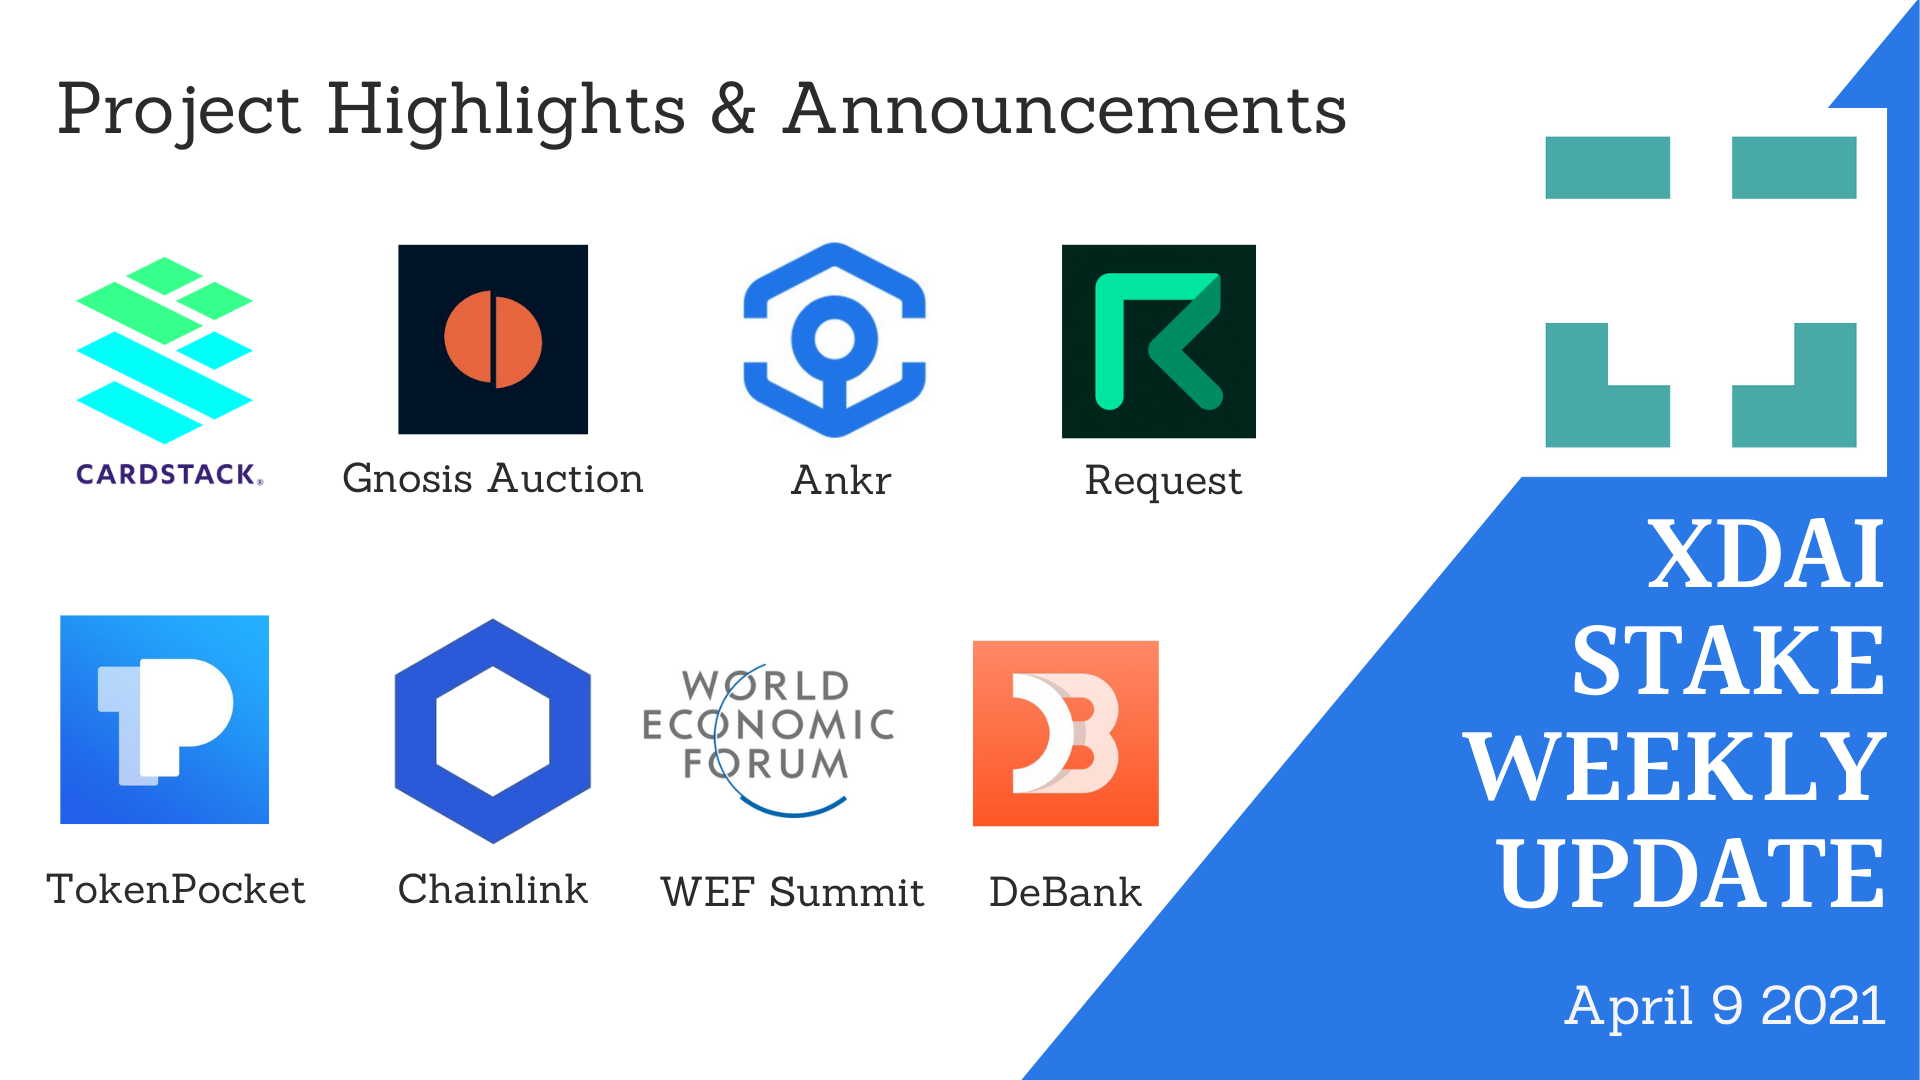 Project Highlights & Announcements
CARDSTACK®
Gnosis Auction
Ankr
Request
TokenPocket
Chainlink
WORLD
ECONOMIC
FORUM
WEF Summit
DeBank
XDAI
STAKE
WEEKLY
UPDATE
April 9 2021